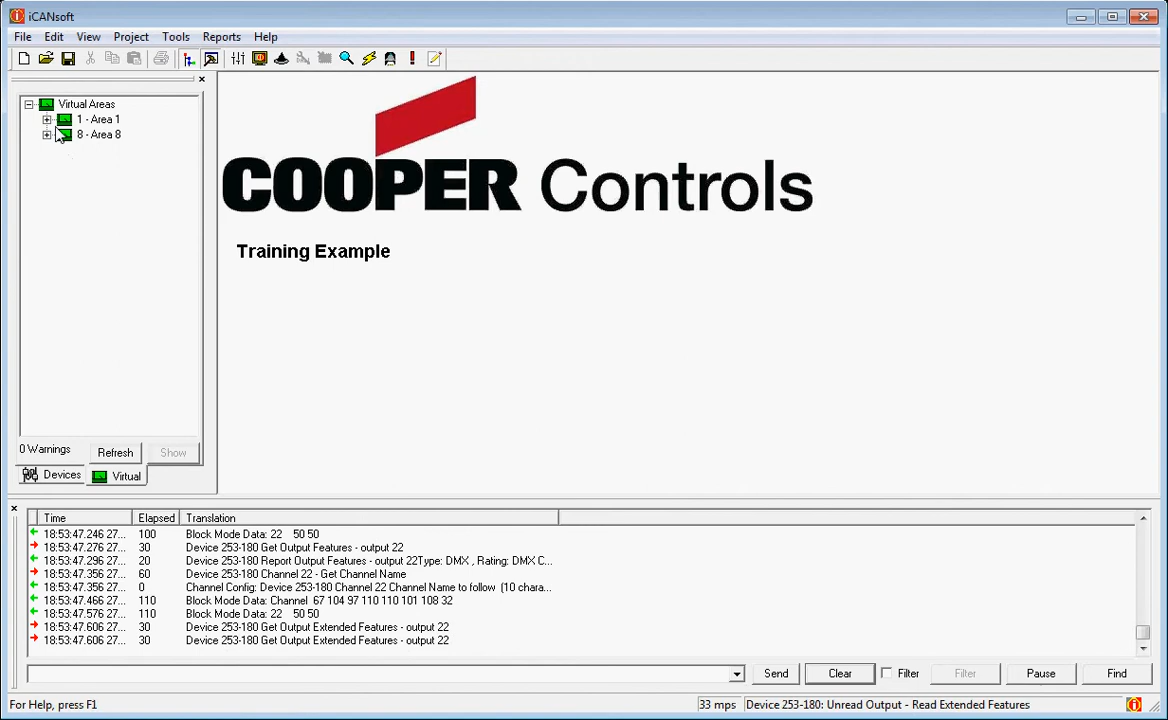 iCANsoft
File Edit View Project Tools Reports Help
Virtual Areas
1 - Area 1
8 - Area 8
COOPER Controls
Training Example
0 Warnings Refresh Show
Devices Virtual
Time Elapsed Translation
18:53:47.246 27... 100 Block Mode Data: 22 50 50
18:53:47.276 27... 30 Device 253-180 Get Output Features - output 22
18:53:47.296 27... 20 Device 253-180 Report Output Features - output 22Type: DMX , Rating: DMX C...
18:53:47.356 27... 60 Device 253-180 Channel 22 - Get Channel Name
18:53:47.356 27... 0 Channel Config: Device 253-180 Channel 22 Channel Name to follow (10 chara...
18:53:47.466 27... 110 Block Mode Data: Channel 67 104 97 110 110 101 108 32
18:53:47.576 27... 110 Block Mode Data: 22 50 50
18:53:47.606 27... 30 Device 253-180 Get Output Extended Features - output 22
18:53:47.606 27... 30 Device 253-180 Get Output Extended Features - output 22
Send Clear Filter Filter Pause Find
For Help, press F1 33 mps Device 253-180: Unread Output - Read Extended Features